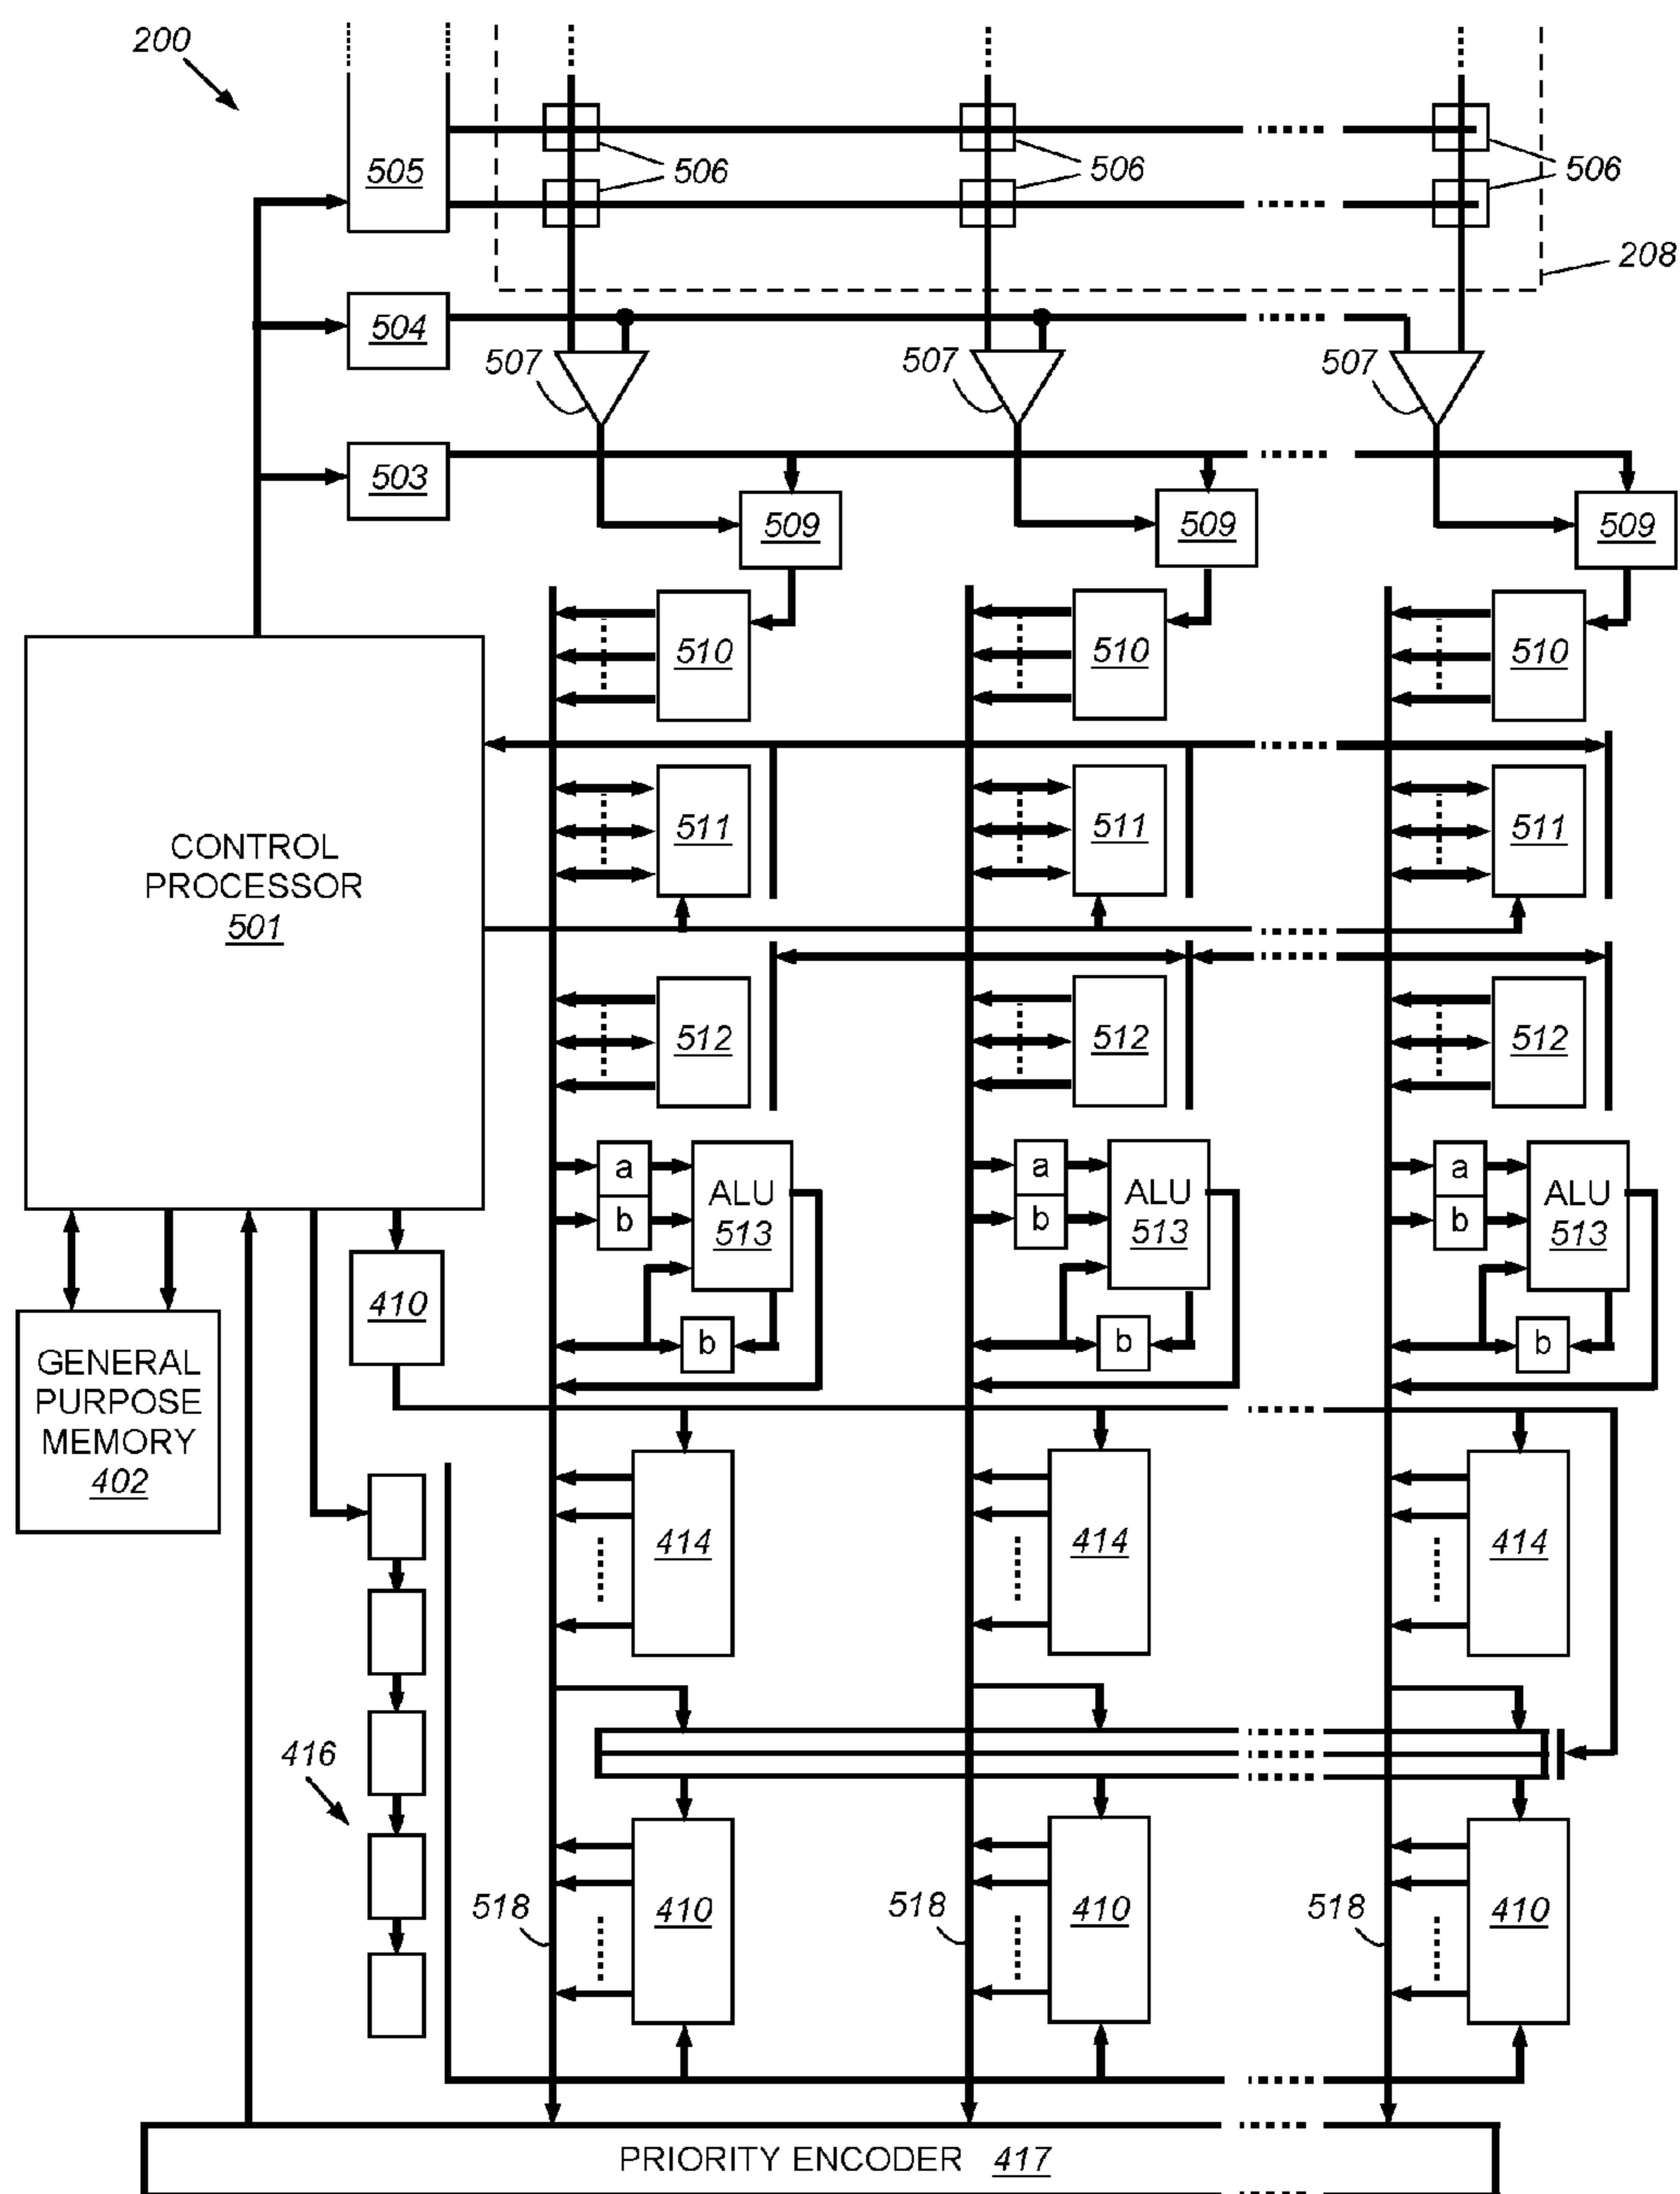 200
505
506
506
506
208
504
507
507
507
503
509
509
509
510
510
510
CONTROL
PROCESSOR
501
511
511
511
512
512
512
a
b
ALU
513
b
a
b
ALU
513
b
a
b
ALU
513
b
410
GENERAL
PURPOSE
MEMORY
402
414
414
414
416
410
410
410
518
518
518
PRIORITY ENCODER 417